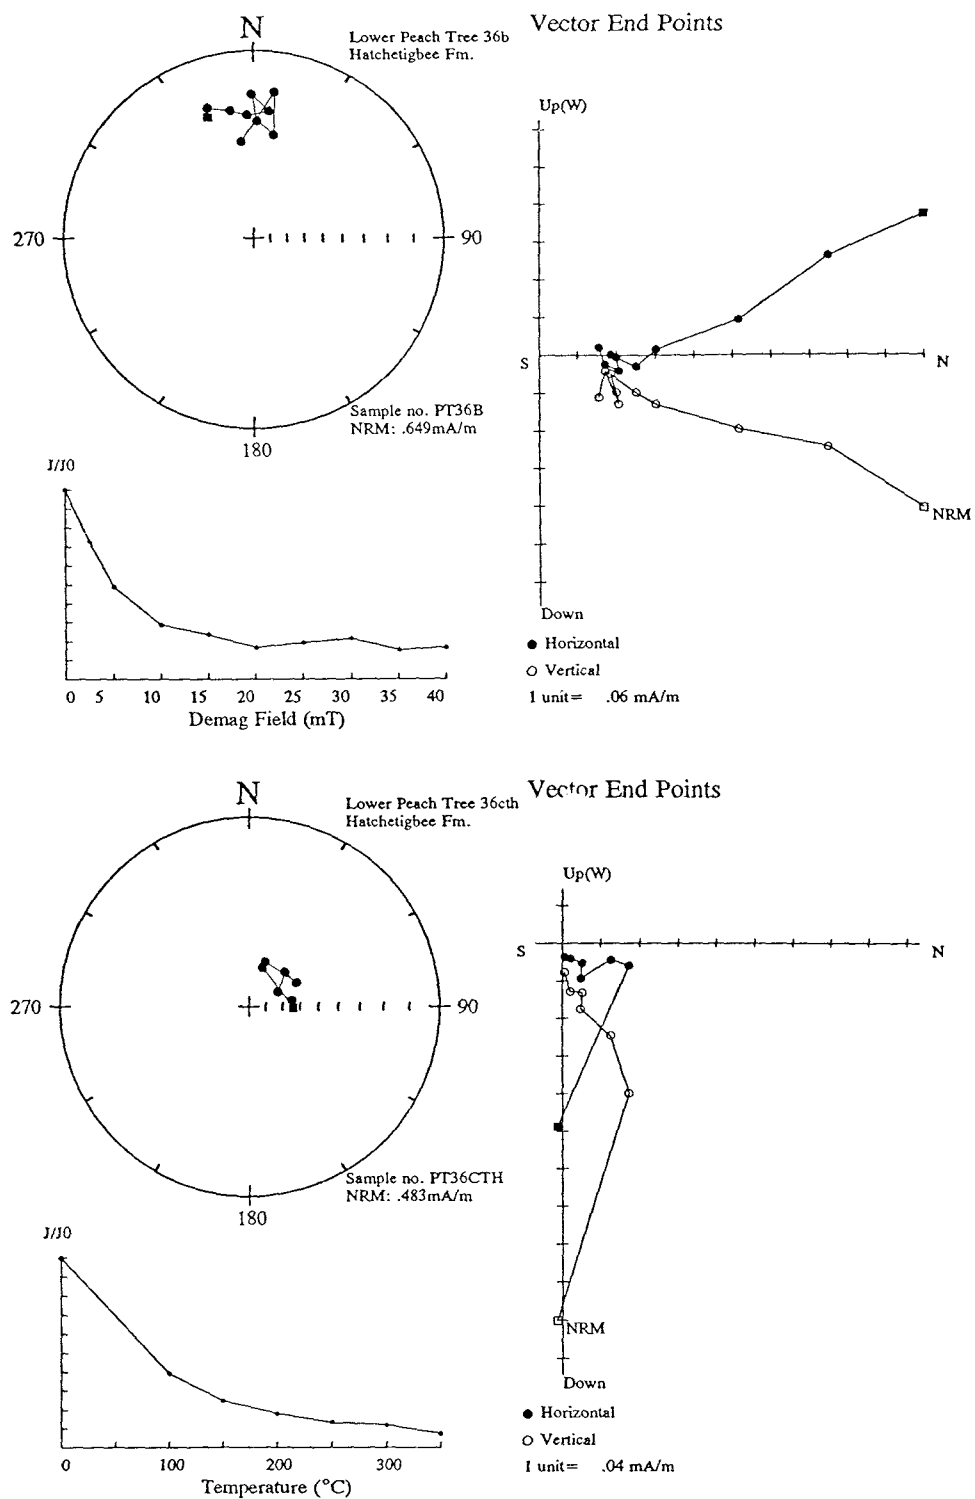 N
Lower Peach Tree 36b
Hatchetigbee Fm.
Vector End Points
Up(W)
270
90
S
N
Sample no. PT36B
NRM: .649mA/m
180
NRM
Down
● Horizontal
○ Vertical
1 unit= .06 mA/m
J/J0
0 5 10 15 20 25 30 35 40
Demag Field (mT)
N
Lower Peach Tree 36cth
Hatchetigbee Fm.
Vector End Points
Up(W)
S
N
270
90
Sample no. PT36CTH
NRM: .483mA/m
180
NRM
Down
● Horizontal
○ Vertical
1 unit= .04 mA/m
J/J0
0 100 200 300
Temperature (°C)